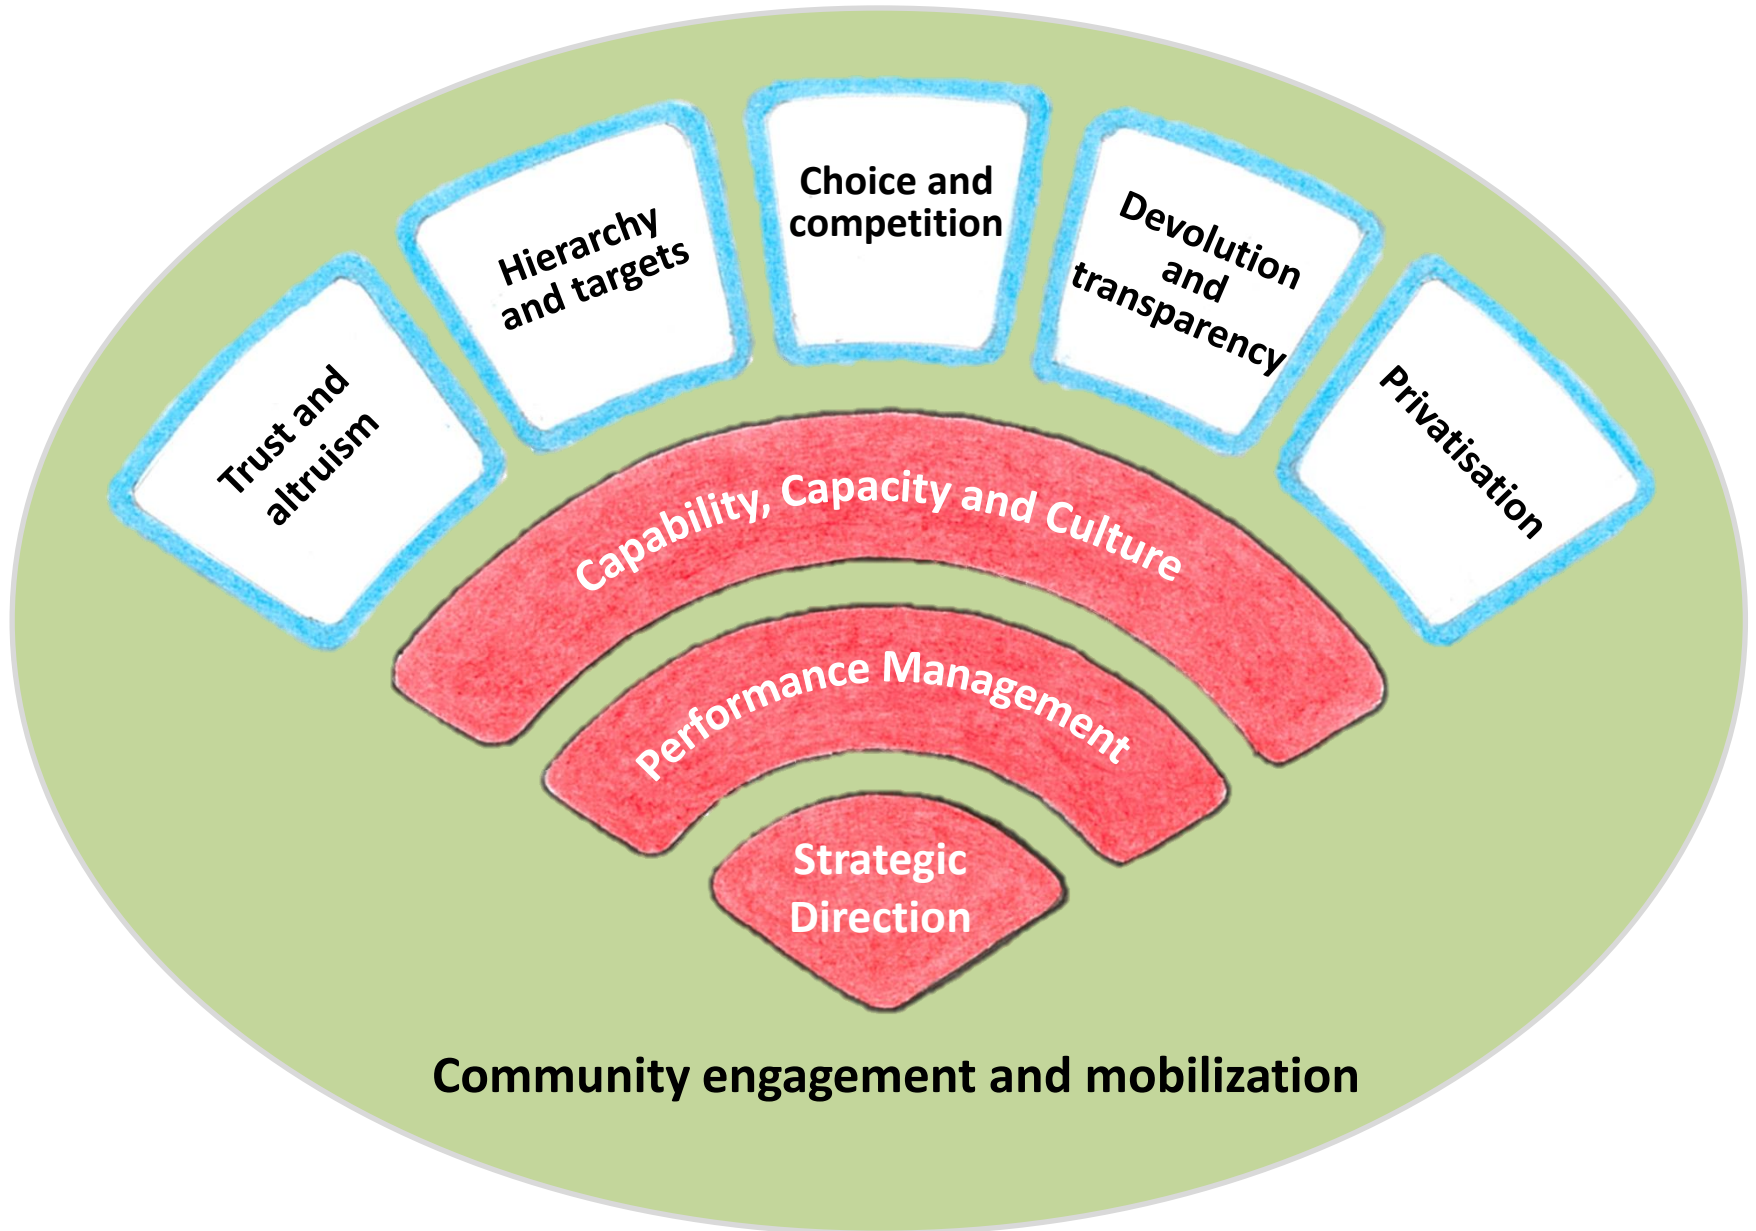 Trust and
altruism
Hierarchy
and targets
Choice and
competition
Devolution
and
transparency
Privatisation
Capability, Capacity and Culture
Performance Management
Strategic
Direction
Community engagement and mobilization